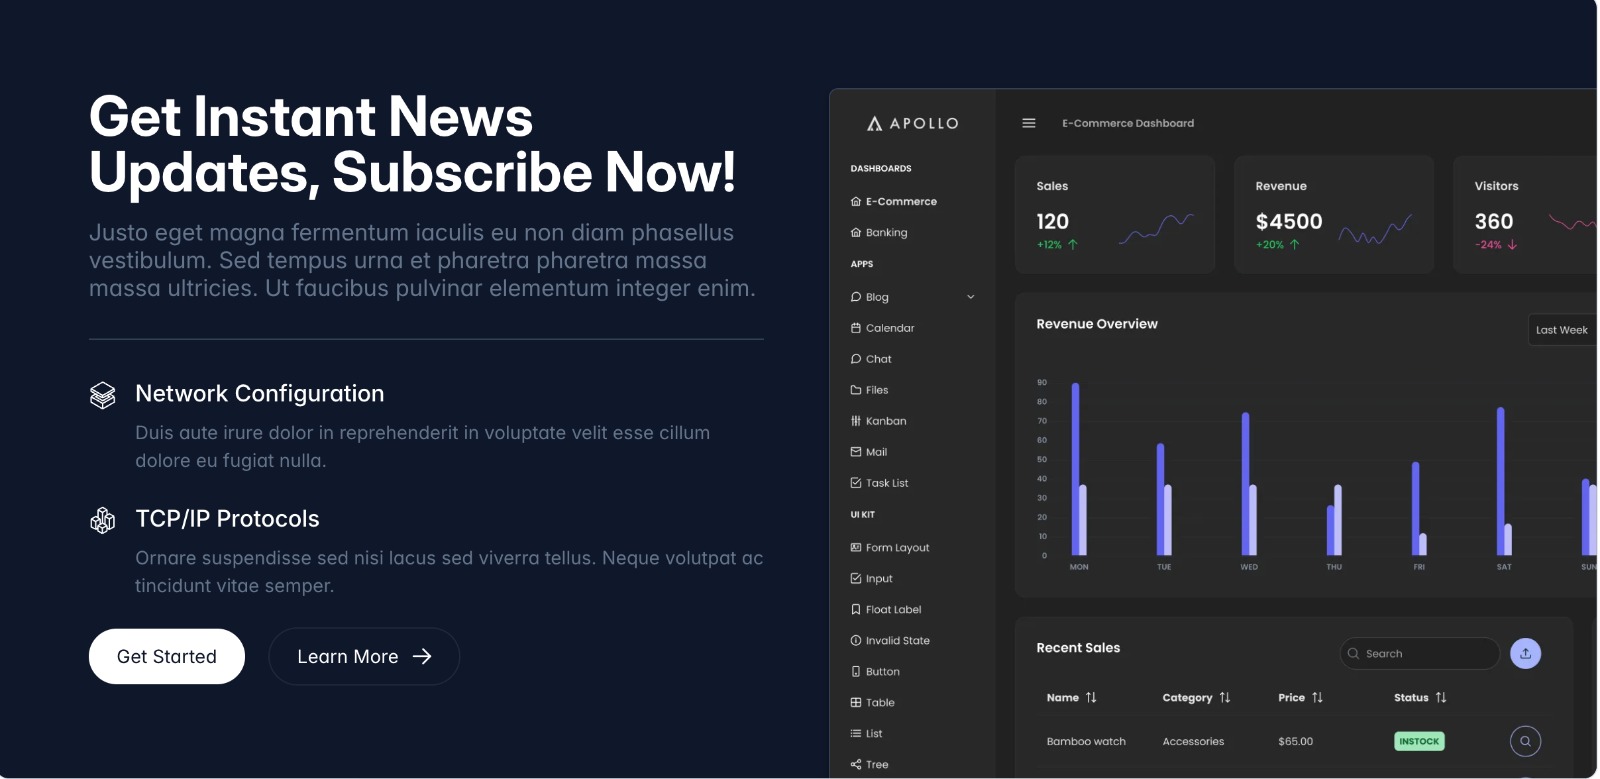 Get Instant News
Updates, Subscribe Now!
Justo eget magna fermentum iaculis eu non diam phasellus
vestibulum. Sed tempus urna et pharetra pharetra massa
massa ultricies. Ut faucibus pulvinar elementum integer enim.
Network Configuration
Duis aute irure dolor in reprehenderit in voluptate velit esse cillum
dolore eu fugiat nulla.
TCP/IP Protocols
Ornare suspendisse sed nisi lacus sed viverra tellus. Neque volutpat ac
tincidunt vitae semper.
Get Started
Learn More
APOLLO
DASHBOARDS
E-Commerce
Banking
APPS
Blog
Calendar
Chat
Files
Kanban
Mail
Task List
UI KIT
Form Layout
Input
Float Label
Invalid State
Button
Table
List
Tree
E-Commerce Dashboard
Sales
120
+12%
Revenue
$4500
+20%
Visitors
360
-24%
Revenue Overview
Last Week
90
80
70
60
50
40
30
20
10
0
MON TUE WED THU FRI SAT SUN
Recent Sales
Search
Name Category Price Status
Bamboo watch Accessories $65.00 INSTOCK